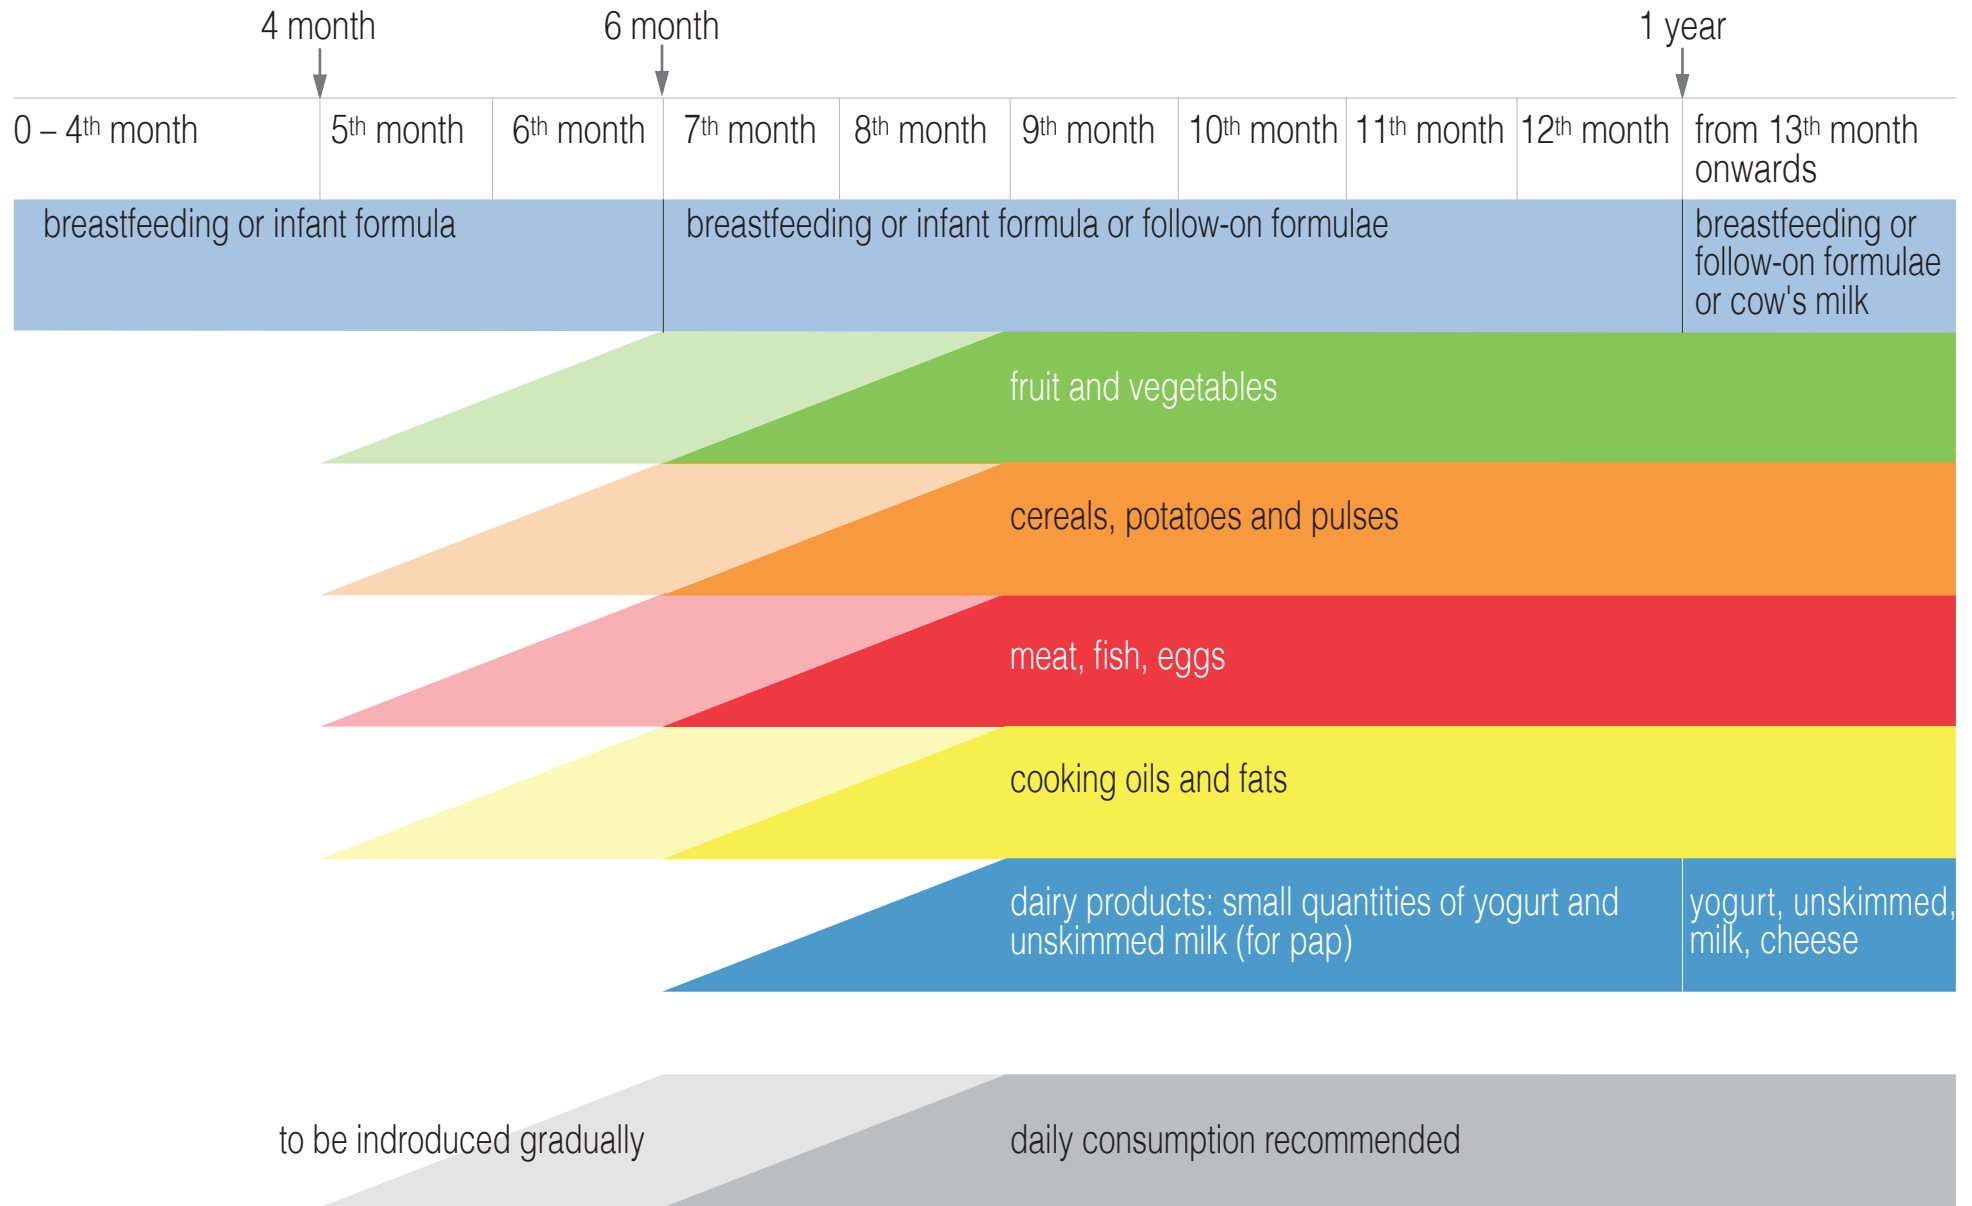 4 month
6 month
1 year
0 – 4th month
5th month
6th month
7th month
8th month
9th month
10th month
11th month
12th month
from 13th month
onwards
breastfeeding or infant formula
breastfeeding or infant formula or follow-on formulae
breastfeeding or
follow-on formulae
or cow's milk
fruit and vegetables
cereals, potatoes and pulses
meat, fish, eggs
cooking oils and fats
dairy products: small quantities of yogurt and
unskimmed milk (for pap)
yogurt, unskimmed,
milk, cheese
to be indroduced gradually
daily consumption recommended